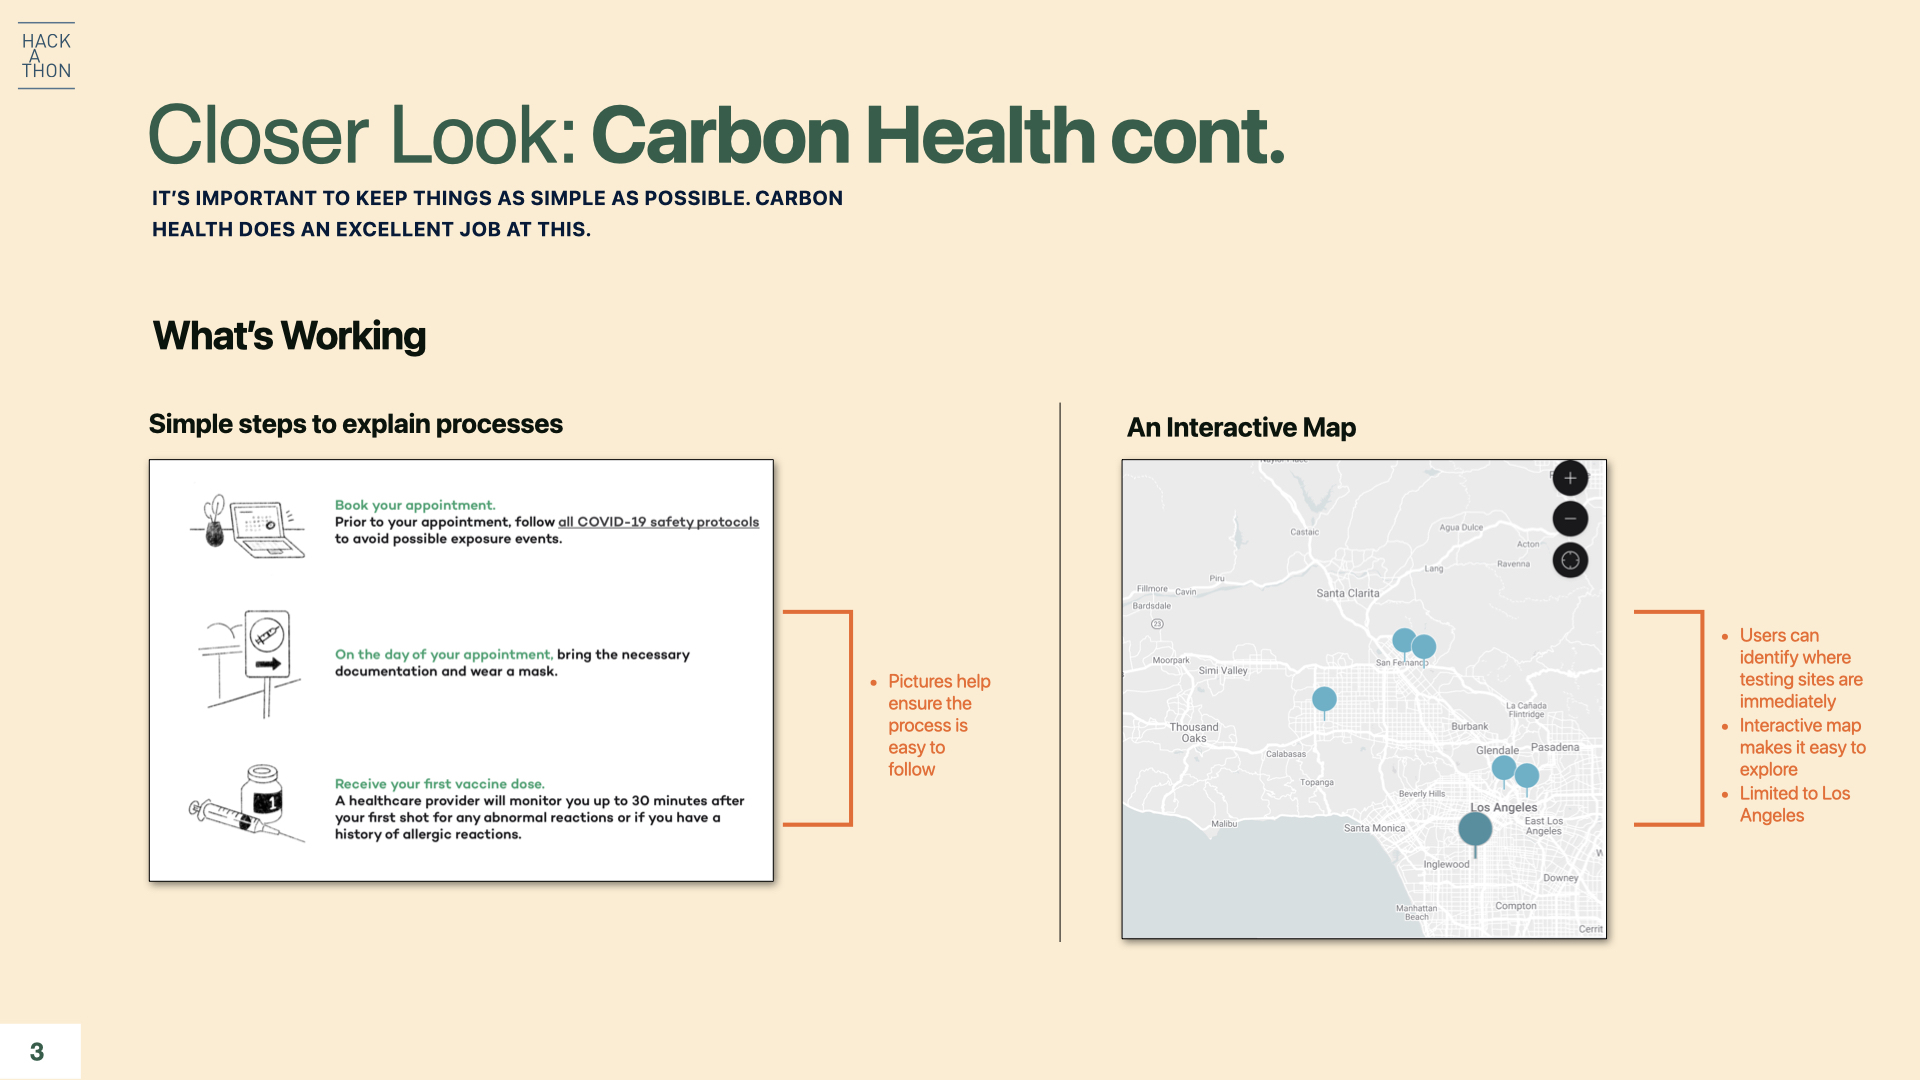 HACK
A
THON
Closer Look: Carbon Health cont.
IT'S IMPORTANT TO KEEP THINGS AS SIMPLE AS POSSIBLE. CARBON
HEALTH DOES AN EXCELLENT JOB AT THIS.
What's Working
Simple steps to explain processes
Book your appointment.
Prior to your appointment, follow all COVID-19 safety protocols
to avoid possible exposure events.
On the day of your appointment, bring the necessary
documentation and wear a mask.
1
Receive your first vaccine dose.
A healthcare provider will monitor you up to 30 minutes after
your first shot for any abnormal reactions or if you have a
history of allergic reactions.
• Pictures help
ensure the
process is
easy to
follow
An Interactive Map
Castaic
Agua Dulce
Acton
Ravenna
Lang
Piru
Fillmore
Cavin
Bardsdale
Santa Clarita
23
Moorpark
Simi Valley
San Fernando
La Cañada
Flintridge
Thousand
Oaks
Burbank
Calabasas
Glendale
Pasadena
Topanga
Beverly Hills
Los Angeles
Malibu
Santa Monica
East Los
Angeles
Inglewood
Downey
Manhattan
Beach
Compton
Cerrit
• Users can
identify where
testing sites are
immediately
• Interactive map
makes it easy to
explore
• Limited to Los
Angeles
3